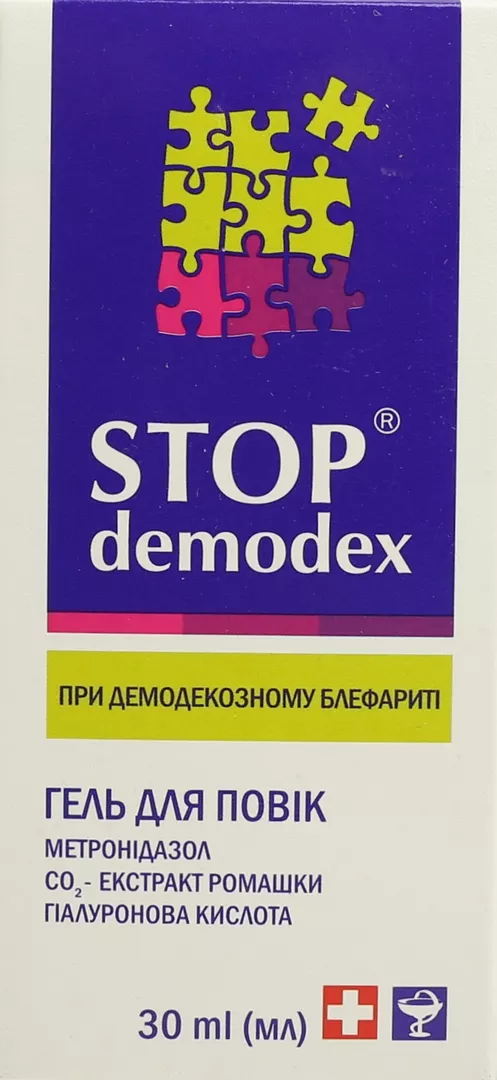 STOP®
demodex
ПРИ ДЕМОДЕКОЗНОМУ БЛЕФАРИТІ
ГЕЛЬ ДЛЯ ПОВІК
МЕТРОНІДАЗОЛ
CO₂- ЕКСТРАКТ РОМАШКИ
ГІАЛУРОНОВА КИСЛОТА
30 ml (мл)